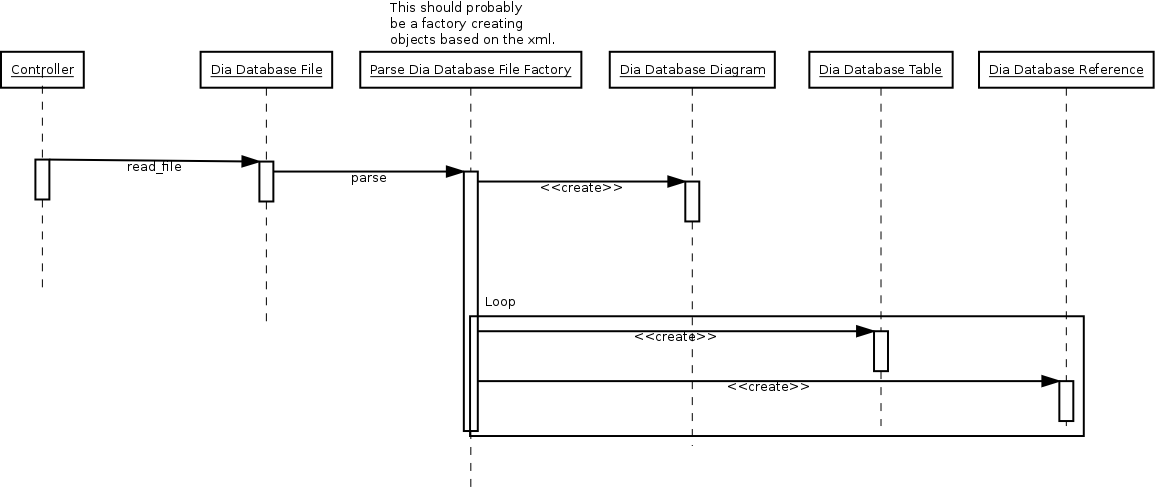 This should probably
be a factory creating
objects based on the xml.
Controller
Dia Database File
Parse Dia Database File Factory
Dia Database Diagram
Dia Database Table
Dia Database Reference
read_file
parse
<<create>>
Loop
<<create>>
<<create>>